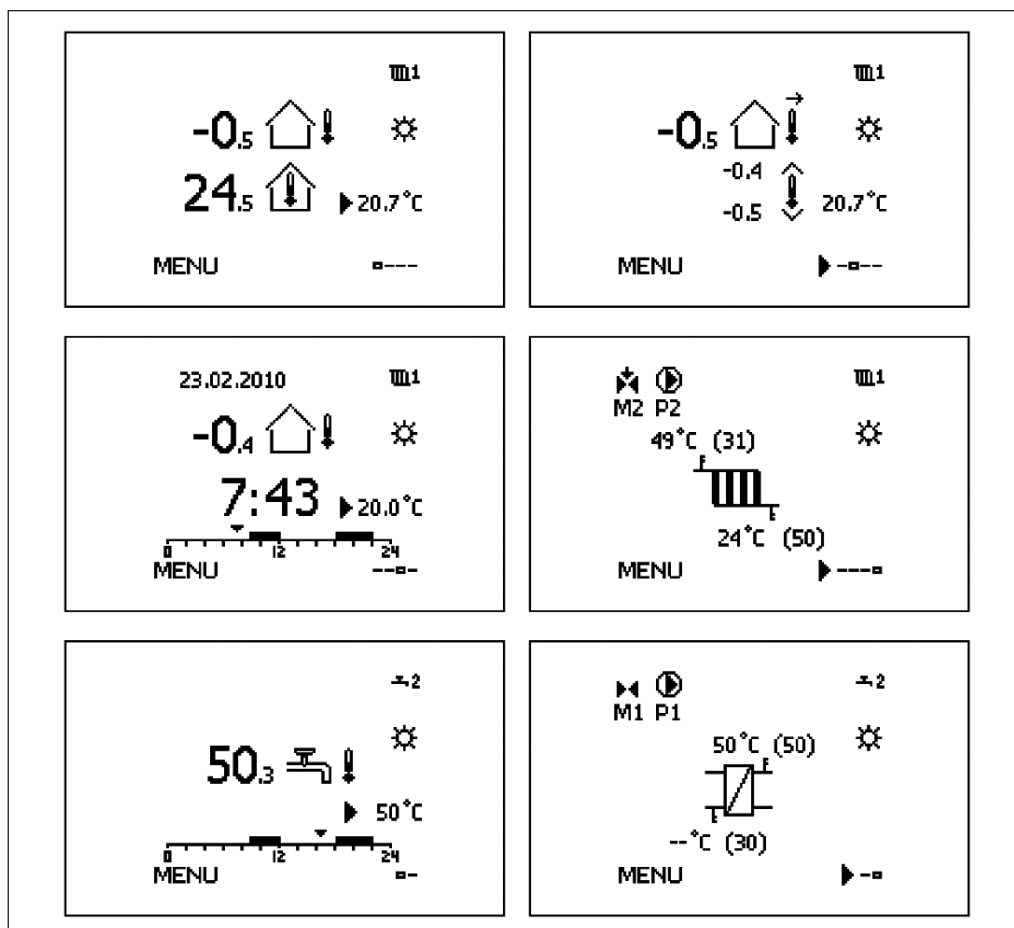 1
-0.5
24.5
20.7°C
MENU
1
-0.5
-0.4
-0.5
20.7°C
MENU
23.02.2010
1
-0.4
7:43
20.0°C
0 12 24
MENU
1
M2 P2
49°C (31)
24°C (50)
MENU
2
50.3
50°C
0 12 24
MENU
2
M1 P1
50°C (50)
--°C (30)
MENU